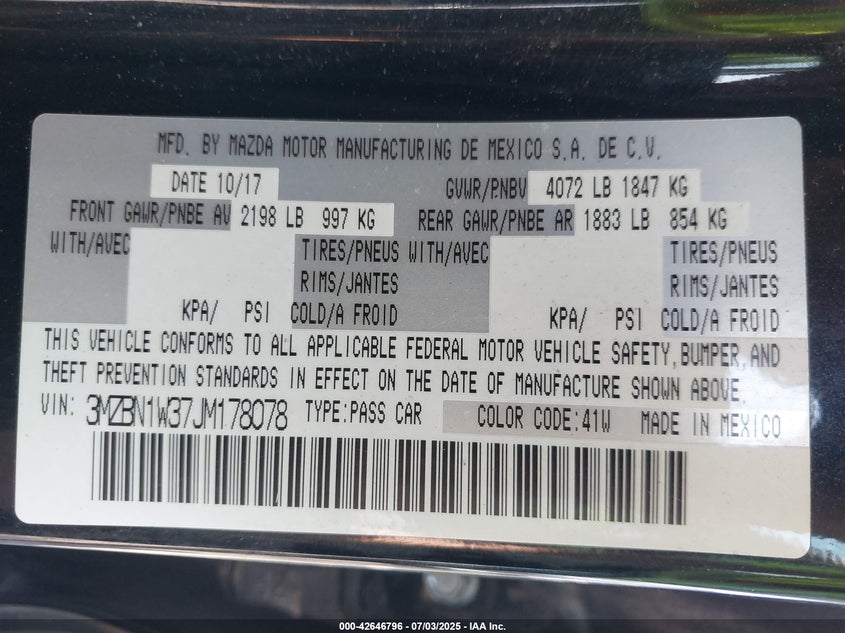 MFD. BY MAZDA MOTOR MANUFACTURING DE MEXICO S.A. DE C.V.
DATE 10/17 GVWR/PNBV 4072 LB 1847 KG
FRONT GAWR/PNBE AV 2198 LB 997 KG REAR GAWR/PNBE AR 1883 LB 854 KG
WITH/AVEC TIRES/PNEUS WITH/AVEC TIRES/PNEUS
RIMS/JANTES RIMS/JANTES
KPA/ PSI COLD/A FROID KPA/ PSI COLD/A FROID
THIS VEHICLE CONFORMS TO ALL APPLICABLE FEDERAL MOTOR VEHICLE SAFETY, BUMPER, AND
THEFT PREVENTION STANDARDS IN EFFECT ON THE DATE OF MANUFACTURE SHOWN ABOVE.
VIN: 3MZBN1W37JM178078 TYPE:PASS CAR COLOR CODE:41W MADE IN MEXICO
000-42646796 - 07/03/2025 - IAA Inc.